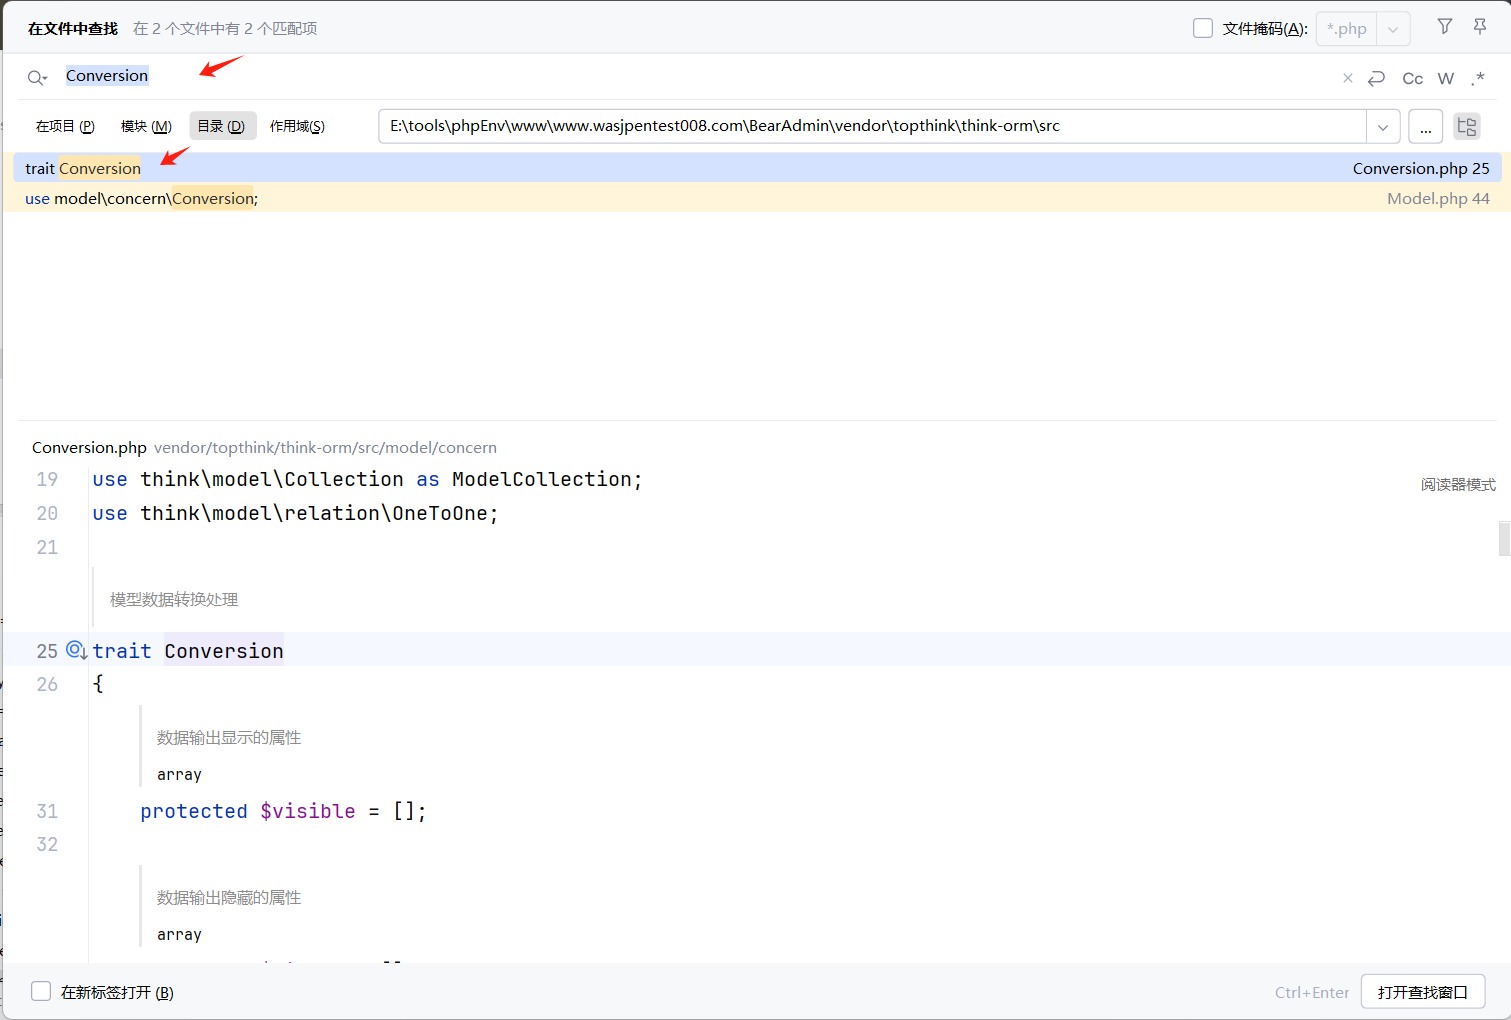 在文件中查找 在 2 个文件中有 2 个匹配项 文件掩码(A): *.php
Conversion × Cc W .*
在项目 (P) 模块 (M) 目录 (D) 作用域(S) E:\tools\phpEnv\www\www.wasjpentest008.com\BearAdmin\vendor\topthink\think-orm\src ...
trait Conversion Conversion.php 25
use model\concern\Conversion; Model.php 44
Conversion.php vendor/topthink/think-orm/src/model/concern
19 use think\model\Collection as ModelCollection;
阅读器模式
20 use think\model\relation\OneToOne;
21
模型数据转换处理
25 trait Conversion
26 {
数据输出显示的属性
array
31 protected $visible = [];
32
数据输出隐藏的属性
array
在新标签打开 (B) Ctrl+Enter 打开查找窗口